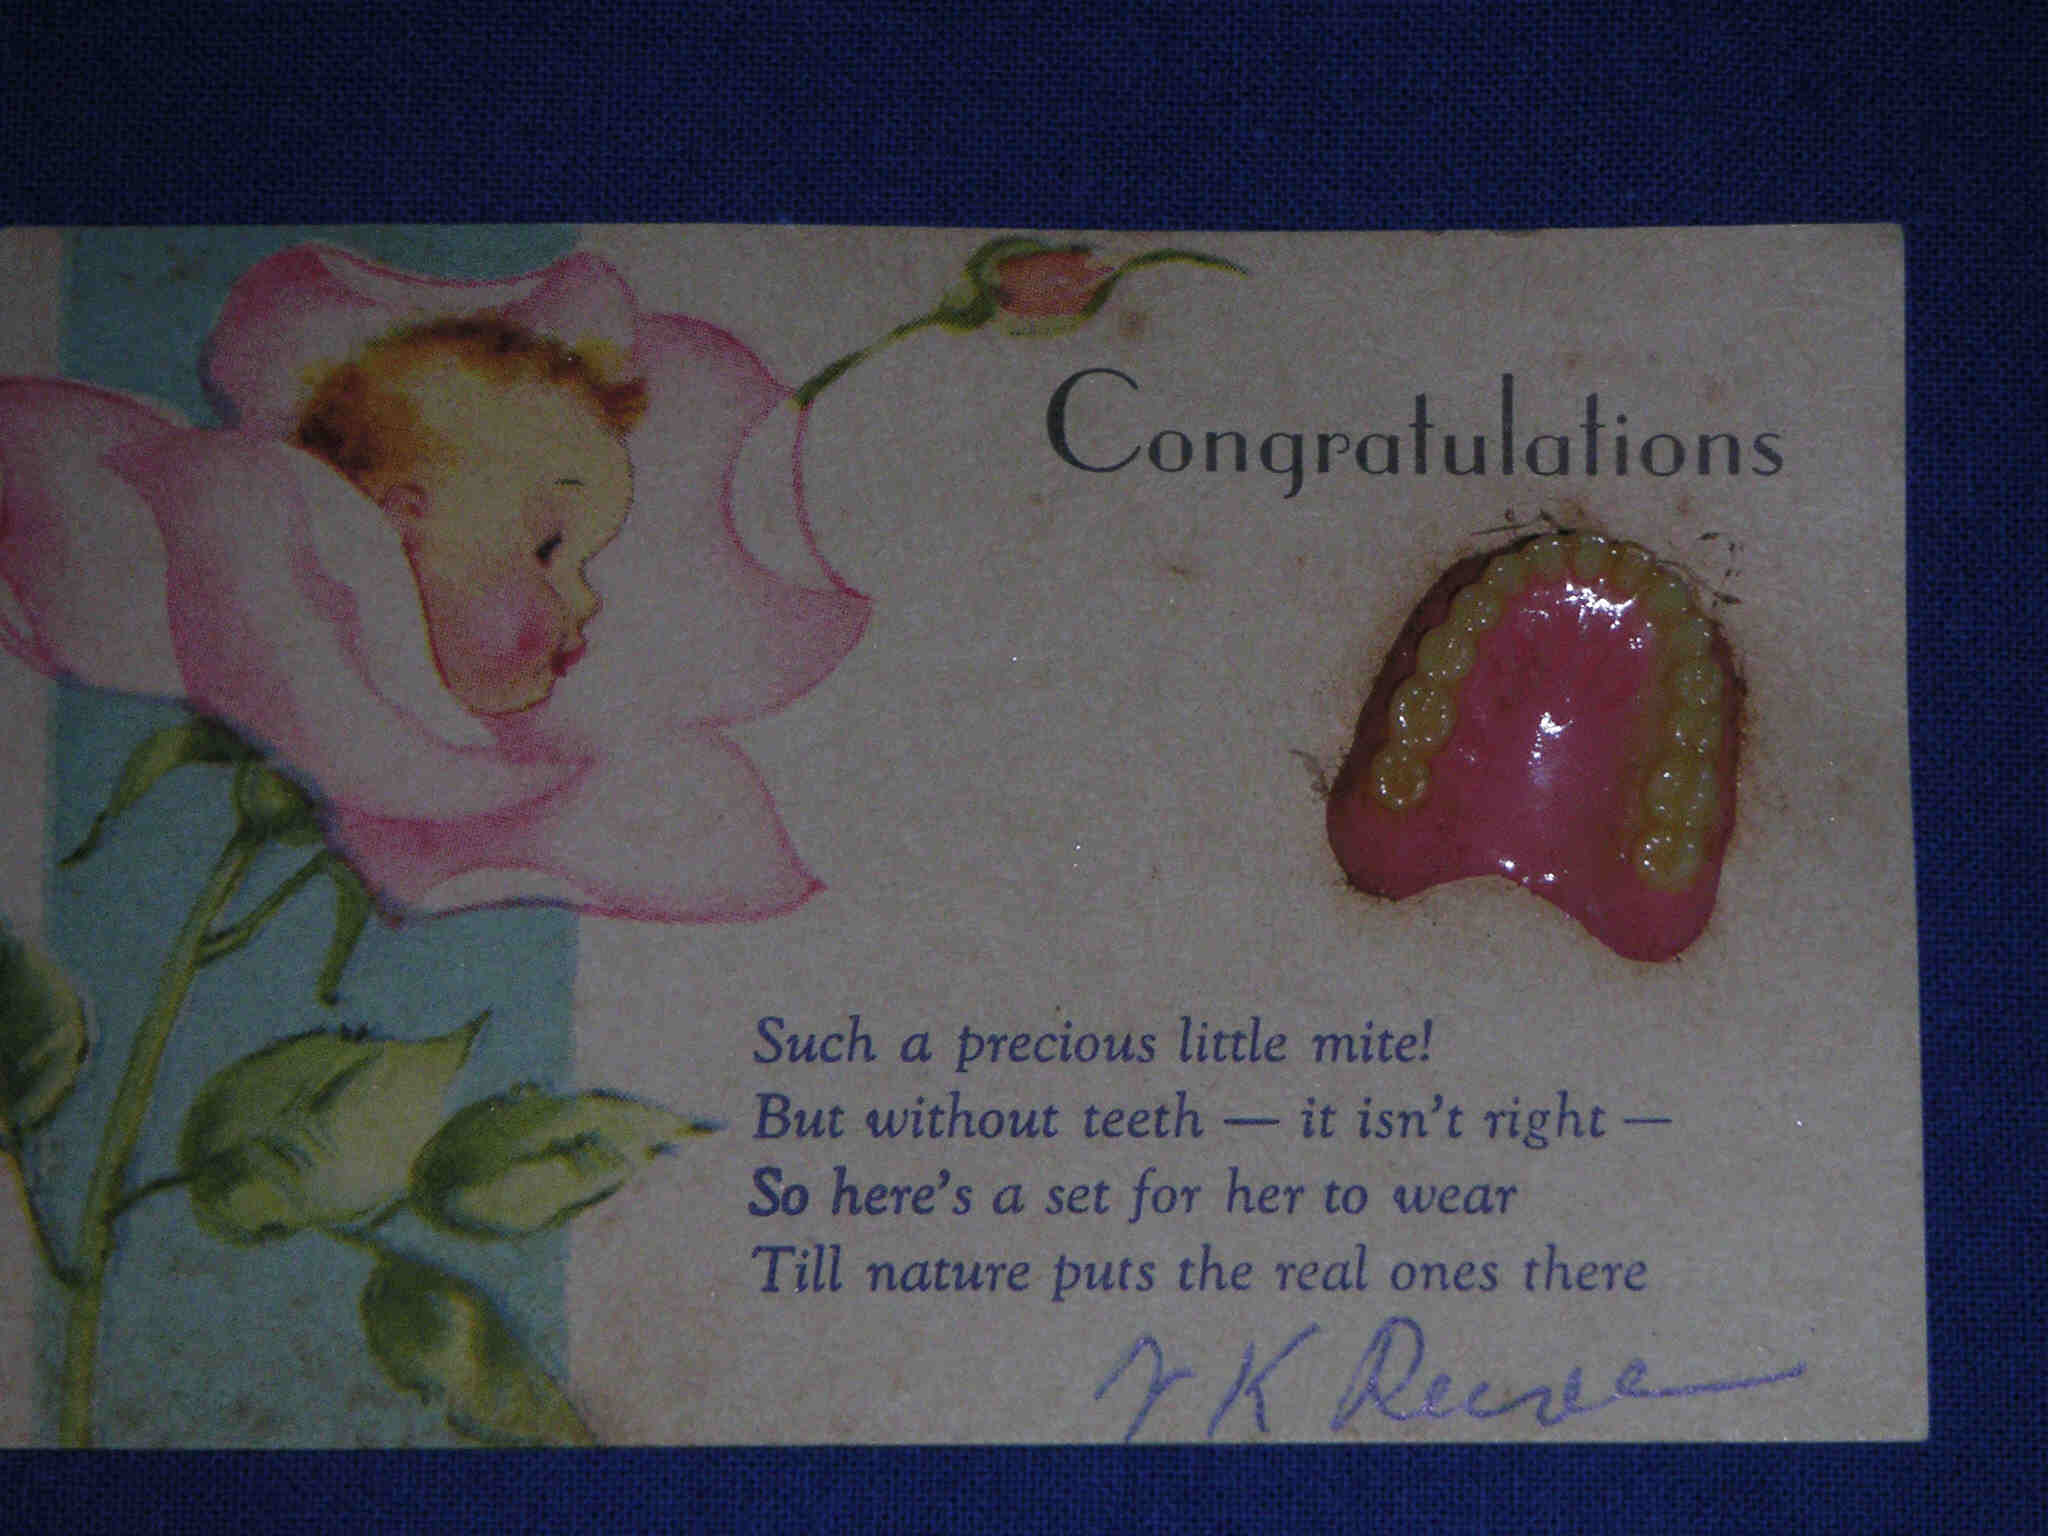 Congratulations
Such a precious little mite!
But without teeth — it isn't right —
So here's a set for her to wear
Till nature puts the real ones there
K Reeve